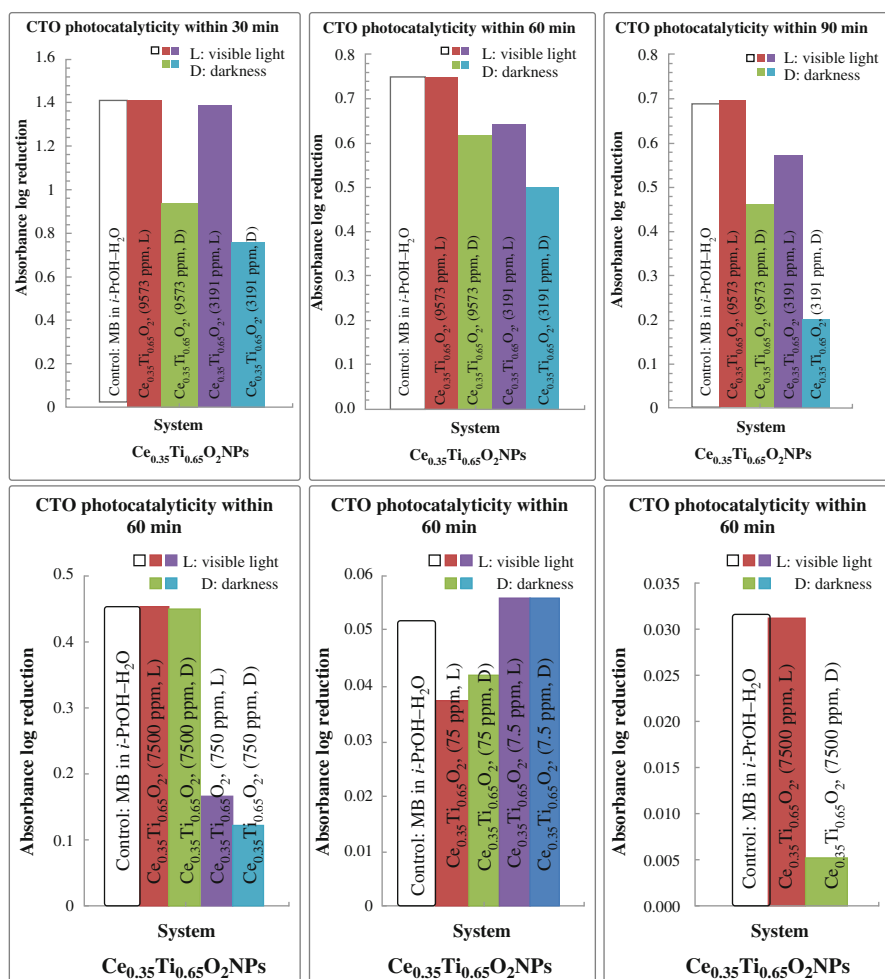 CTO photocatalyticity within 30 min
L: visible light
D: darkness
Absorbance log reduction
1.6
1.4
1.2
1
0.8
0.6
0.4
0.2
0
Control: MB in i-PrOH–H₂O
Ce₀.₃₅Ti₀.₆₅O₂, (9573 ppm, L)
Ce₀.₃₅Ti₀.₆₅O₂, (9573 ppm, D)
Ce₀.₃₅Ti₀.₆₅O₂, (3191 ppm, L)
Ce₀.₃₅Ti₀.₆₅O₂, (3191 ppm, D)
System
Ce₀.₃₅Ti₀.₆₅O₂NPs
CTO photocatalyticity within 60 min
L: visible light
D: darkness
Absorbance log reduction
0.8
0.7
0.6
0.5
0.4
0.3
0.2
0.1
0.0
Control: MB in i-PrOH–H₂O
Ce₀.₃₅Ti₀.₆₅O₂, (9573 ppm, L)
Ce₀.₃₅Ti₀.₆₅O₂, (9573 ppm, D)
Ce₀.₃₅Ti₀.₆₅O₂, (3191 ppm, L)
Ce₀.₃₅Ti₀.₆₅O₂, (3191 ppm, D)
System
Ce₀.₃₅Ti₀.₆₅O₂NPs
CTO photocatalyticity within 90 min
L: visible light
D: darkness
Absorbance log reduction
0.8
0.7
0.6
0.5
0.4
0.3
0.2
0.1
0
Control: MB in i-PrOH–H₂O
Ce₀.₃₅Ti₀.₆₅O₂, (9573 ppm, L)
Ce₀.₃₅Ti₀.₆₅O₂, (9573 ppm, D)
Ce₀.₃₅Ti₀.₆₅O₂, (3191 ppm, L)
Ce₀.₃₅Ti₀.₆₅O₂, (3191 ppm, D)
System
Ce₀.₃₅Ti₀.₆₅O₂NPs
CTO photocatalyticity within
60 min
L: visible light
D: darkness
Absorbance log reduction
0.5
0.4
0.3
0.2
0.1
0
Control: MB in i-PrOH–H₂O
Ce₀.₃₅Ti₀.₆₅O₂, (7500 ppm, L)
Ce₀.₃₅Ti₀.₆₅O₂, (7500 ppm, D)
Ce₀.₃₅Ti₀.₆₅O₂, (750 ppm, L)
Ce₀.₃₅Ti₀.₆₅O₂, (750 ppm, D)
System
Ce₀.₃₅Ti₀.₆₅O₂NPs
CTO photocatalyticity within
60 min
L: visible light
D: darkness
Absorbance log reduction
0.06
0.05
0.04
0.03
0.02
0.01
0
Control: MB in i-PrOH–H₂O
Ce₀.₃₅Ti₀.₆₅O₂, (75 ppm, L)
Ce₀.₃₅Ti₀.₆₅O₂, (75 ppm, D)
Ce₀.₃₅Ti₀.₆₅O₂, (7.5 ppm, L)
Ce₀.₃₅Ti₀.₆₅O₂, (7.5 ppm, D)
System
Ce₀.₃₅Ti₀.₆₅O₂NPs
CTO photocatalyticity within
60 min
L: visible light
D: darkness
Absorbance log reduction
0.035
0.030
0.025
0.020
0.015
0.010
0.005
0.000
Control: MB in i-PrOH–H₂O
Ce₀.₃₅Ti₀.₆₅O₂, (7500 ppm, L)
Ce₀.₃₅Ti₀.₆₅O₂, (7500 ppm, D)
System
Ce₀.₃₅Ti₀.₆₅O₂NPs